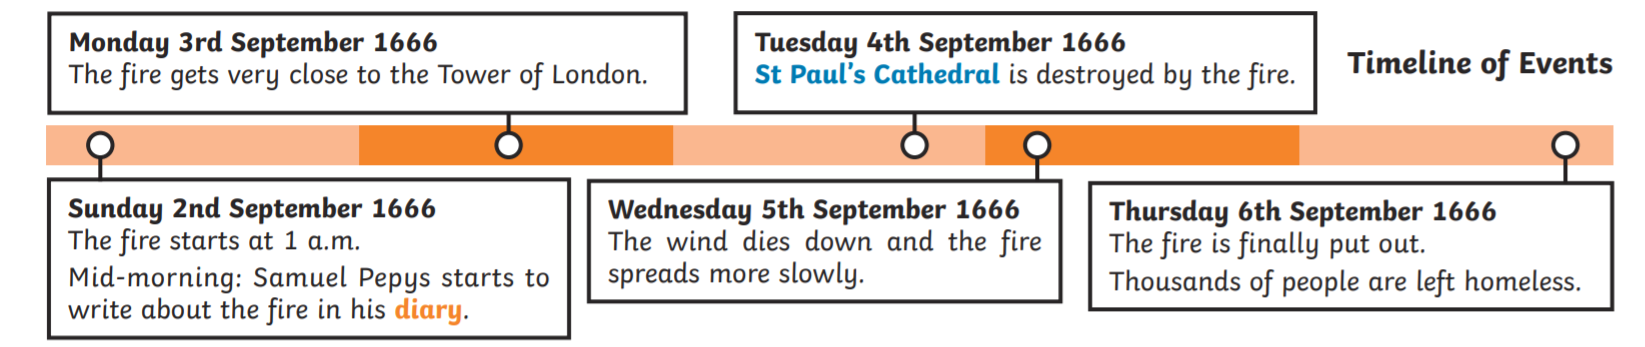 Timeline of Events
Sunday 2nd September 1666
The fire starts at 1 a.m.
Mid-morning: Samuel Pepys starts to
write about the fire in his diary.
Monday 3rd September 1666
The fire gets very close to the Tower of London.
Tuesday 4th September 1666
St Paul's Cathedral is destroyed by the fire.
Wednesday 5th September 1666
The wind dies down and the fire
spreads more slowly.
Thursday 6th September 1666
The fire is finally put out.
Thousands of people are left homeless.